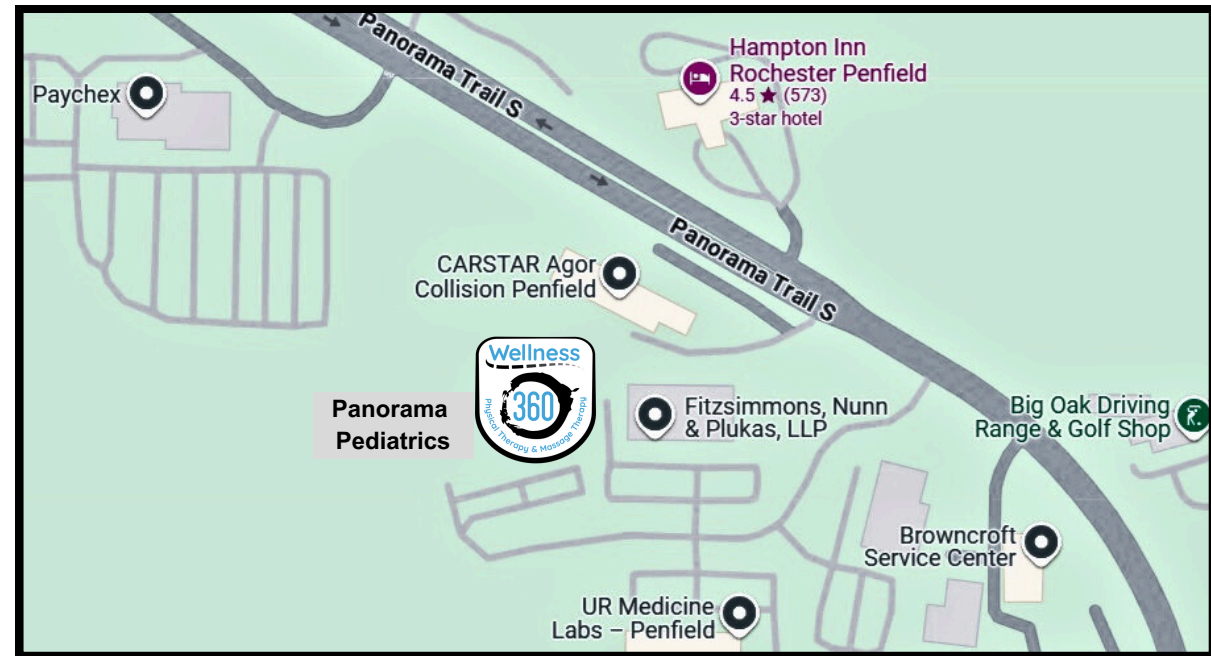 Panorama Trail S
Hampton Inn
Rochester Penfield
4.5 ★ (573)
3-star hotel
Paychex
Panorama Trail S
CARSTAR Agor
Collision Penfield
Wellness
360
Physical Therapy & Massage Therapy
Panorama
Pediatrics
Fitzsimmons, Nunn
& Plukas, LLP
Big Oak Driving
Range & Golf Shop
Browncroft
Service Center
UR Medicine
Labs – Penfield